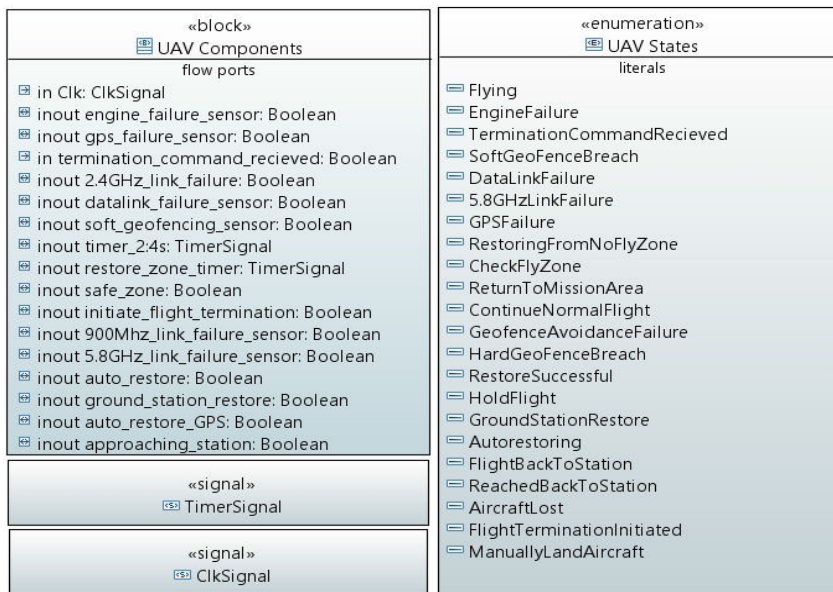 «block»
UAV Components
flow ports
in Clk: ClkSignal
inout engine_failure_sensor: Boolean
inout gps_failure_sensor: Boolean
in termination_command_recieved: Boolean
inout 2.4GHz_link_failure: Boolean
inout datalink_failure_sensor: Boolean
inout soft_geofencing_sensor: Boolean
inout timer_2:4s: TimerSignal
inout restore_zone_timer: TimerSignal
inout safe_zone: Boolean
inout initiate_flight_termination: Boolean
inout 900Mhz_link_failure_sensor: Boolean
inout 5.8GHz_link_failure_sensor: Boolean
inout auto_restore: Boolean
inout ground_station_restore: Boolean
inout auto_restore_GPS: Boolean
inout approaching_station: Boolean
«signal»
TimerSignal
«signal»
ClkSignal
«enumeration»
UAV States
literals
Flying
EngineFailure
TerminationCommandRecieved
SoftGeoFenceBreach
DataLinkFailure
5.8GHzLinkFailure
GPSFailure
RestoringFromNoFlyZone
CheckFlyZone
ReturnToMissionArea
ContinueNormalFlight
GeofenceAvoidanceFailure
HardGeoFenceBreach
RestoreSuccessful
HoldFlight
GroundStationRestore
Autorestoring
FlightBackToStation
ReachedBackToStation
AircraftLost
FlightTerminationInitiated
ManuallyLandAircraft